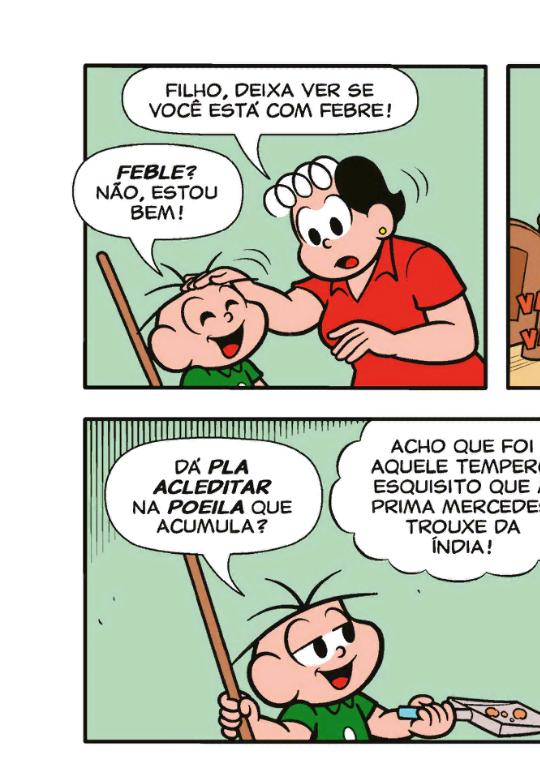 FILHO, DEIXA VER SE
VOCÊ ESTÁ COM FEBRE!
FEBLE?
NÃO, ESTOU
BEM!
DÁ PLA
ACLEDITAR
NA POEILA QUE
ACUMULA?
ACHO QUE FOI
AQUELE TEMPERO
ESQUISITO QUE A
PRIMA MERCEDES
TROUXE DA
ÍNDIA!